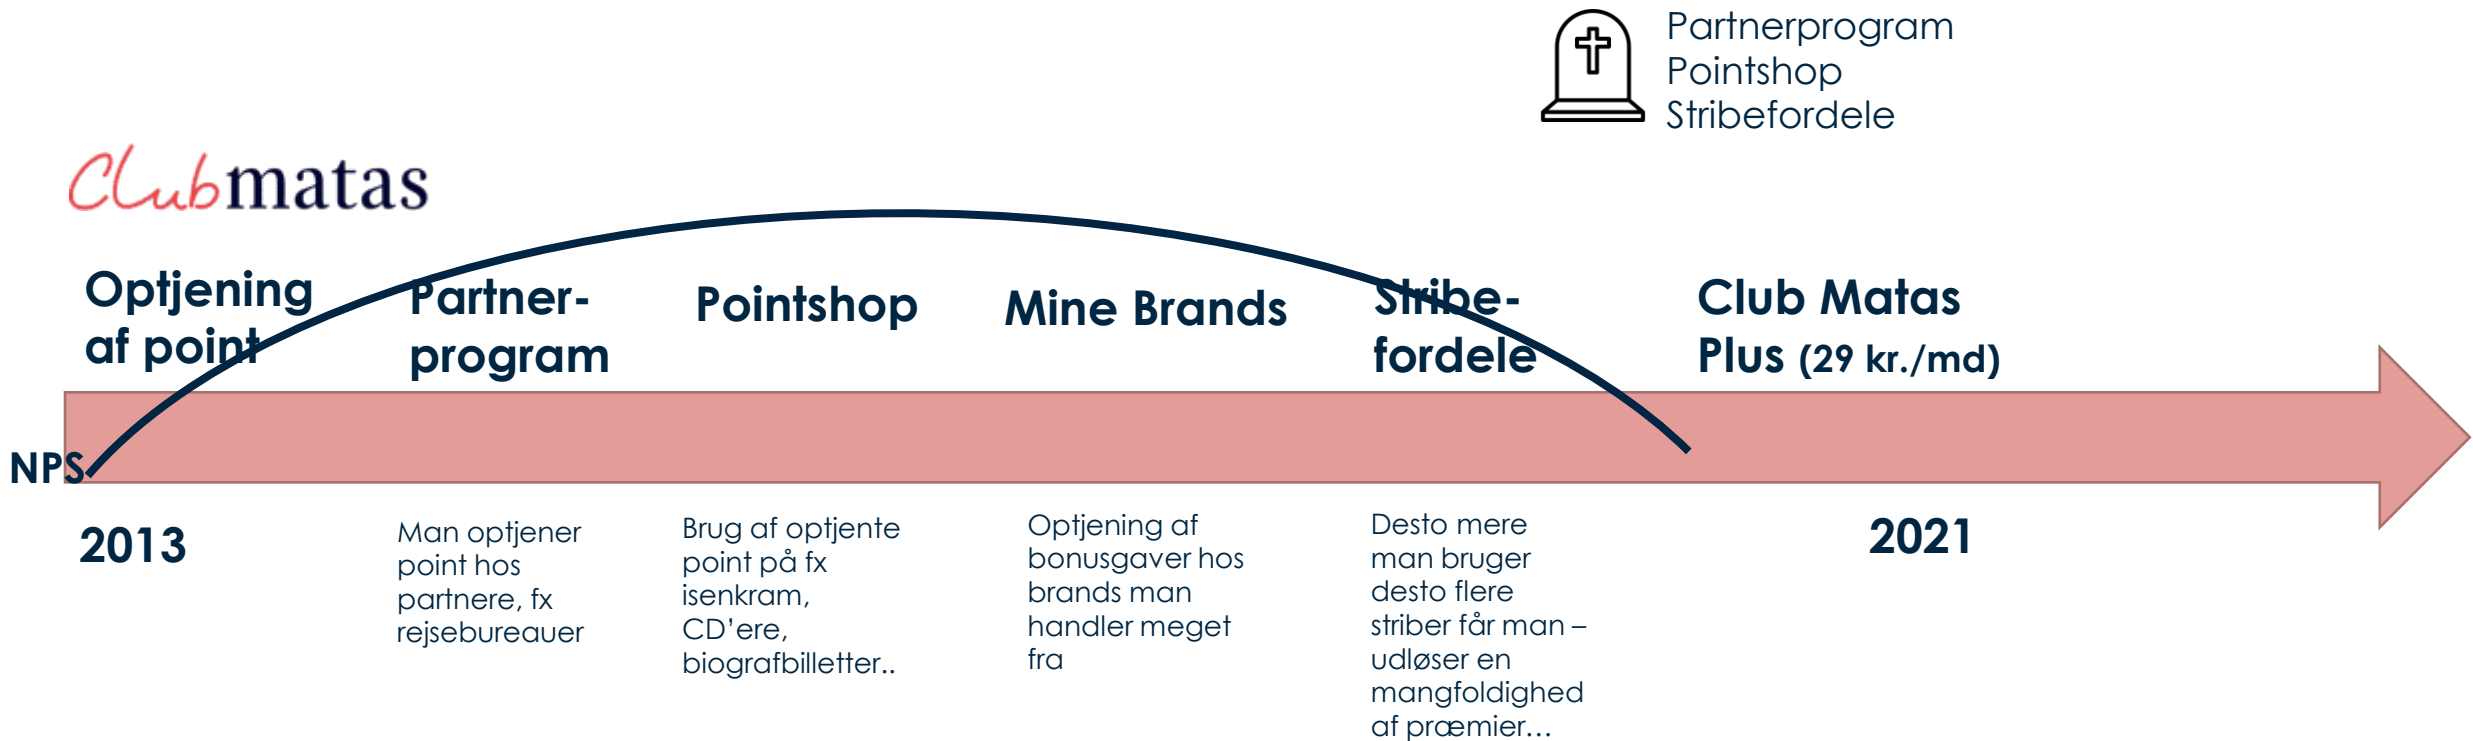 Partnerprogram
Pointshop
Stribefordele
Clubmatas
Optjening
af point
Partner-
program
Pointshop
Mine Brands
Stribe-
fordele
Club Matas
Plus (29 kr./md)
NPS
2013
Man optjener
point hos
partnere, fx
rejsebureauer
Brug af optjente
point på fx
isenkram,
CD’ere,
biografbilletter..
Optjening af
bonusgaver hos
brands man
handler meget
fra
Desto mere
man bruger
desto flere
striber får man –
udløser en
mangfoldighed
af præmier…
2021